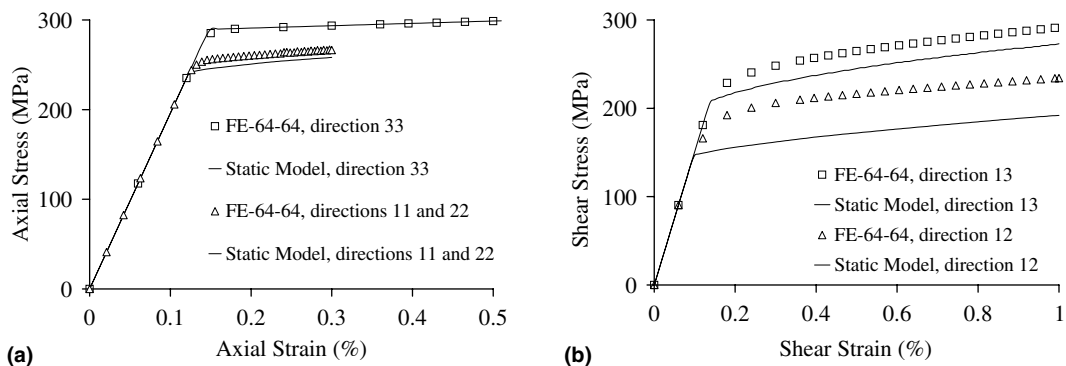 300
200
100
0
Axial Stress (MPa)
FE-64-64, direction 33
Static Model, direction 33
FE-64-64, directions 11 and 22
Static Model, directions 11 and 22
0 0.1 0.2 0.3 0.4 0.5
Axial Strain (%)
(a)
300
200
100
0
Shear Stress (MPa)
FE-64-64, direction 13
Static Model, direction 13
FE-64-64, direction 12
Static Model, direction 12
0 0.2 0.4 0.6 0.8 1
Shear Strain (%)
(b)